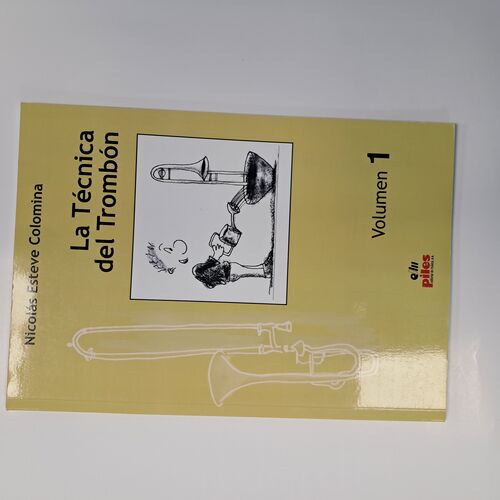 Nicolás Esteve Colomina
La Técnica
del Trombón
Volumen 1
piles